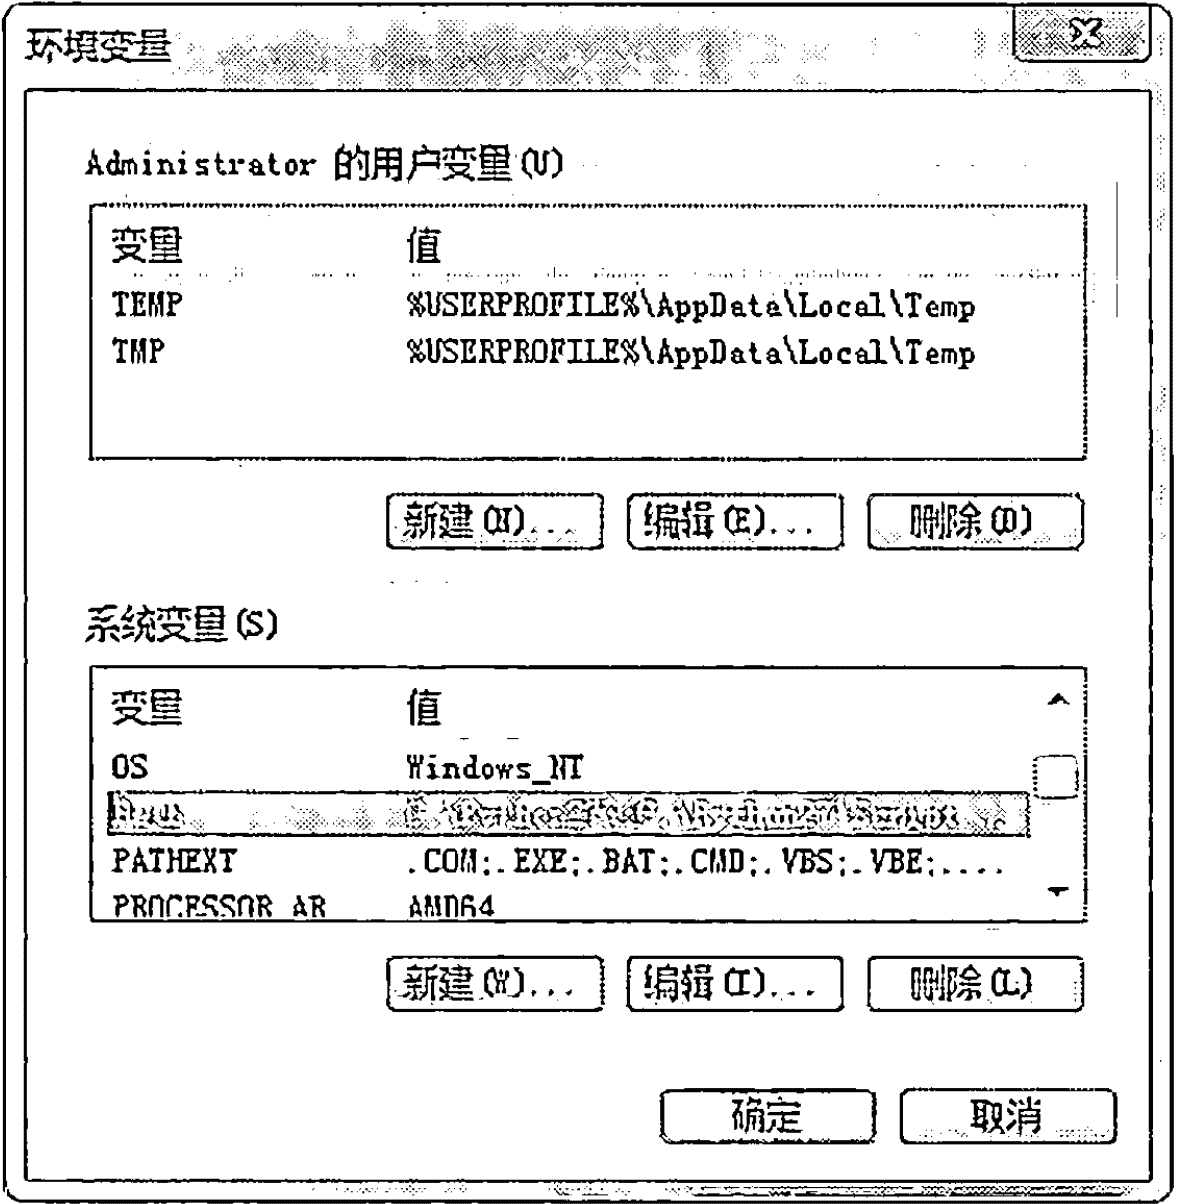 环境变量
Administrator 的用户变量(U)
变量 值
TEMP %USERPROFILE%\AppData\Local\Temp
TMP %USERPROFILE%\AppData\Local\Temp
新建(N)... 编辑(E)... 删除(D)
系统变量(S)
变量 值
OS Windows_NT
Path
PATHEXT .COM;.EXE;.BAT;.CMD;.VBS;.VBE;....
PROCESSOR_AR AMD64
新建(W)... 编辑(I)... 删除(L)
确定 取消